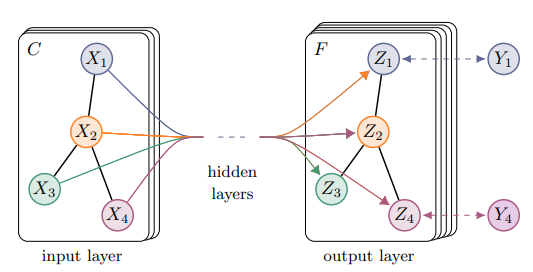 C
X₁
X₂
X₃
X₄
input layer
hidden
layers
F
Z₁
Z₂
Z₃
Z₄
output layer
Y₁
Y₄